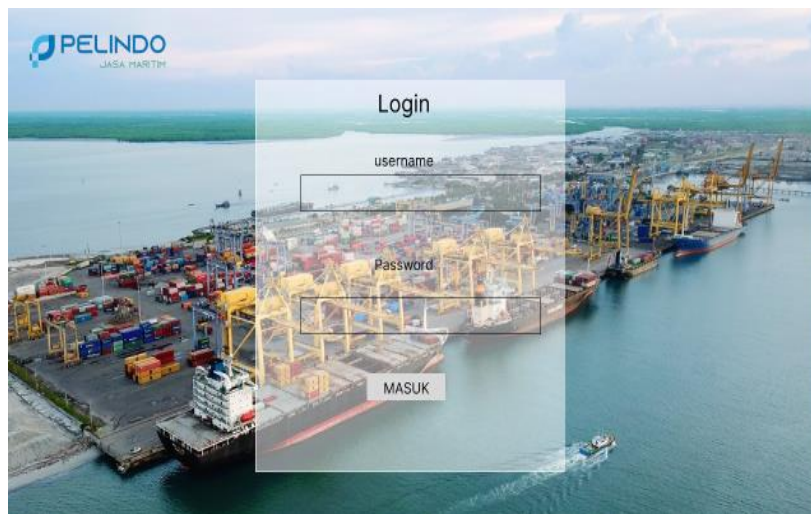 PELINDO
JASA MARITIM
Login
username
Password
MASUK